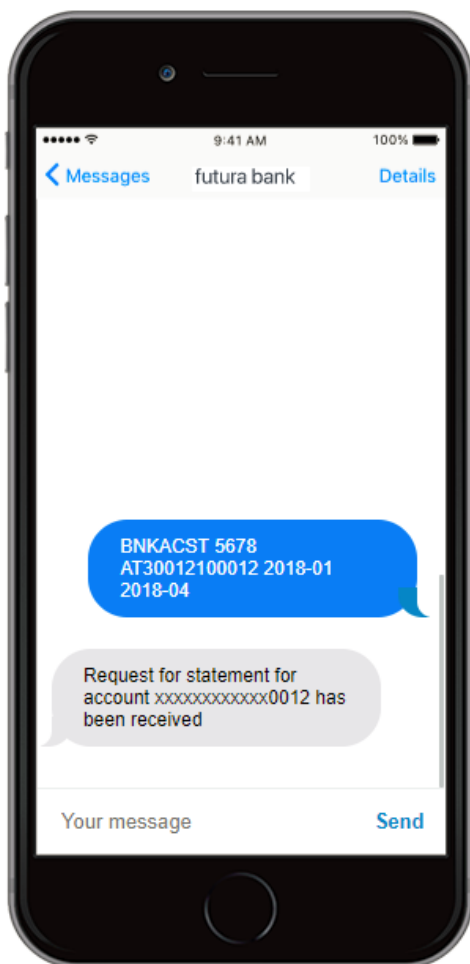 9:41 AM
100%
Messages
futura bank
Details
BNKACST 5678
AT30012100012 2018-01
2018-04
Request for statement for
account xxxxxxxxxxxx0012 has
been received
Your message
Send